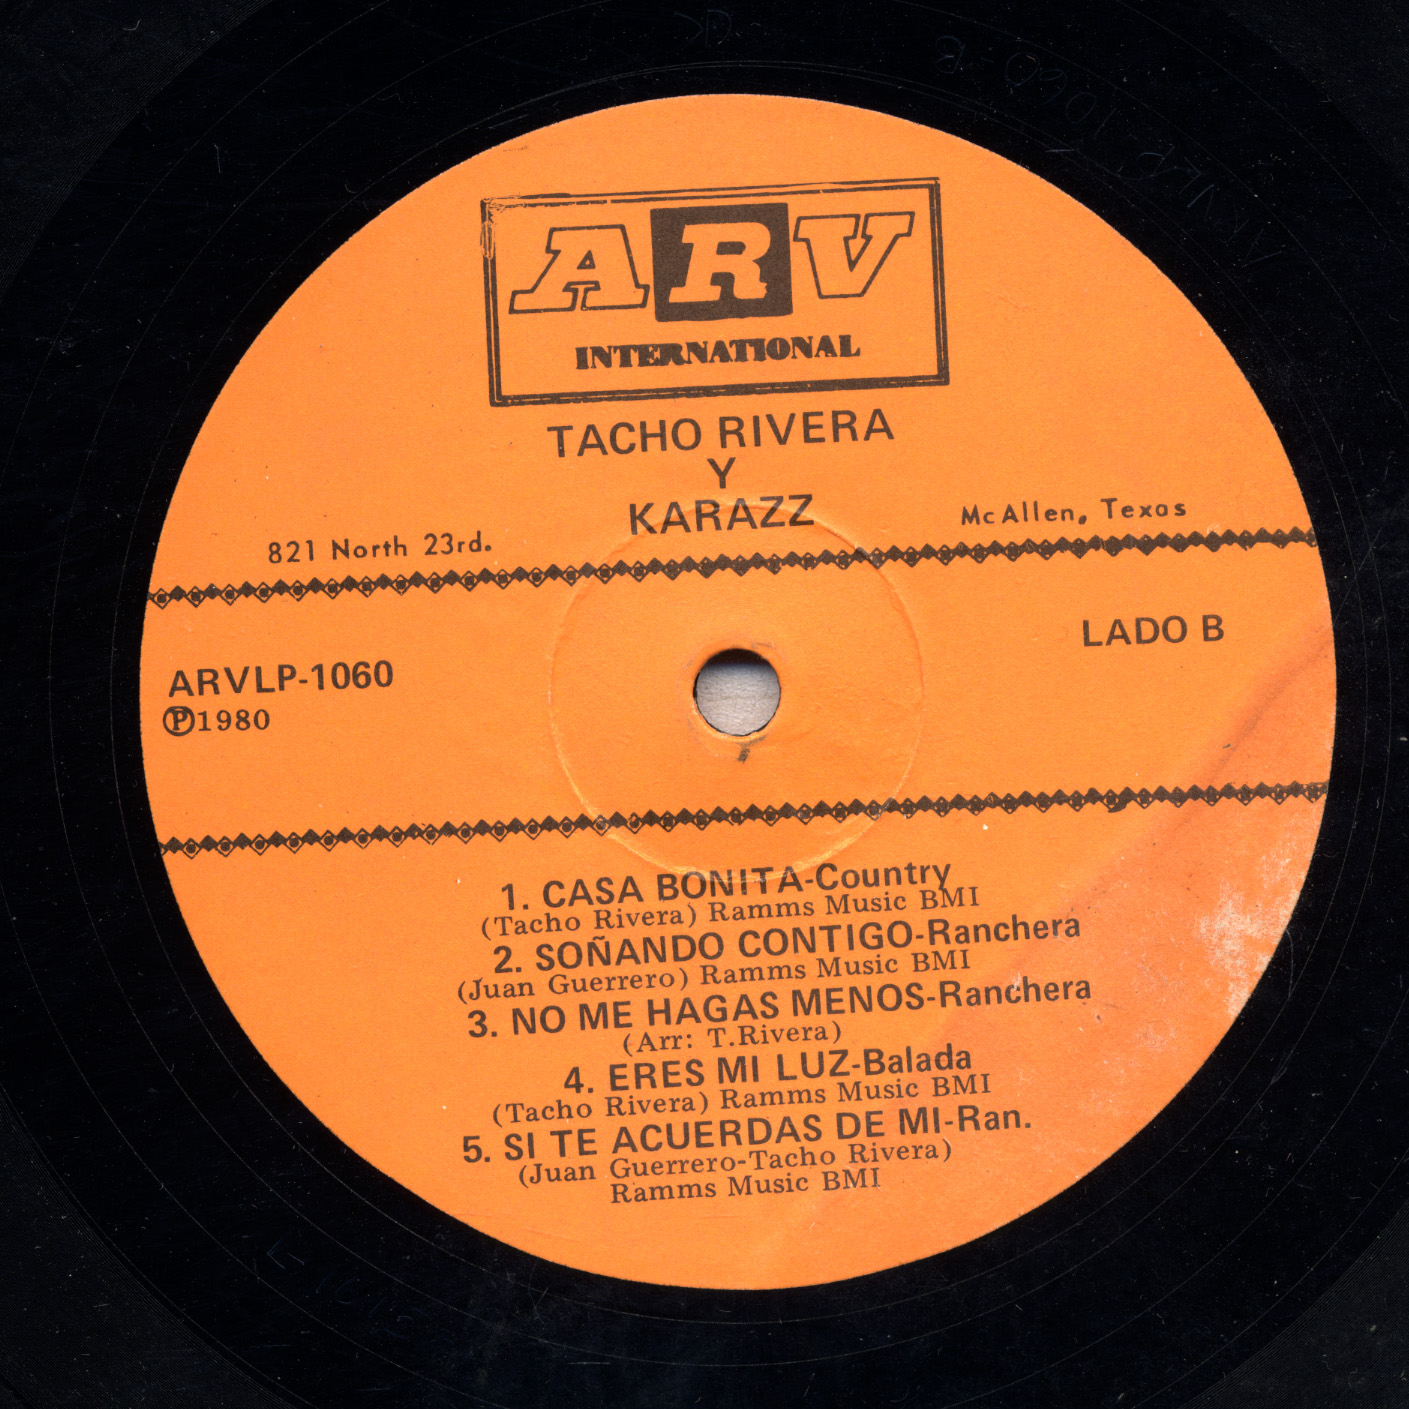 ARV
INTERNATIONAL
TACHO RIVERA
Y
KARAZZ
821 North 23rd.
McAllen, Texas
ARVLP-1060
Ⓟ1980
LADO B
1. CASA BONITA-Country
(Tacho Rivera) Ramms Music BMI
2. SOÑANDO CONTIGO-Ranchera
(Juan Guerrero) Ramms Music BMI
3. NO ME HAGAS MENOS-Ranchera
(Arr: T.Rivera)
4. ERES MI LUZ-Balada
(Tacho Rivera) Ramms Music BMI
5. SI TE ACUERDAS DE MI-Ran.
(Juan Guerrero-Tacho Rivera)
Ramms Music BMI